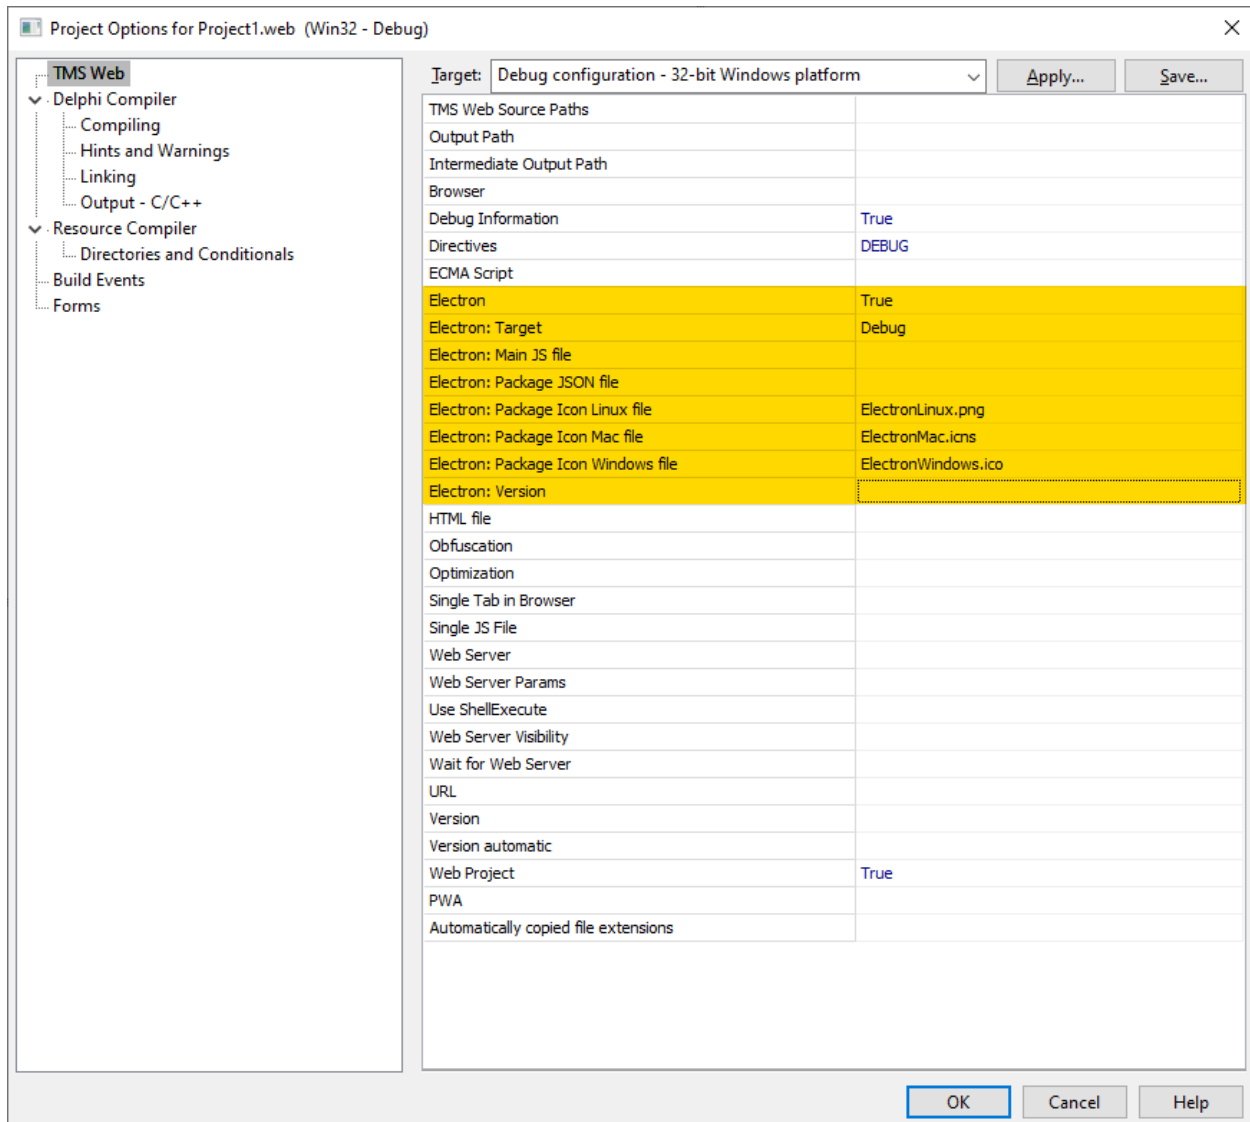 Project Options for Project1.web (Win32 - Debug)
TMS Web
Delphi Compiler
Compiling
Hints and Warnings
Linking
Output - C/C++
Resource Compiler
Directories and Conditionals
Build Events
Forms
Target: Debug configuration - 32-bit Windows platform Apply... Save...
TMS Web Source Paths
Output Path
Intermediate Output Path
Browser
Debug Information True
Directives DEBUG
ECMA Script
Electron True
Electron: Target Debug
Electron: Main JS file
Electron: Package JSON file
Electron: Package Icon Linux file ElectronLinux.png
Electron: Package Icon Mac file ElectronMac.icns
Electron: Package Icon Windows file ElectronWindows.ico
Electron: Version
HTML file
Obfuscation
Optimization
Single Tab in Browser
Single JS File
Web Server
Web Server Params
Use ShellExecute
Web Server Visibility
Wait for Web Server
URL
Version
Version automatic
Web Project True
PWA
Automatically copied file extensions
OK Cancel Help